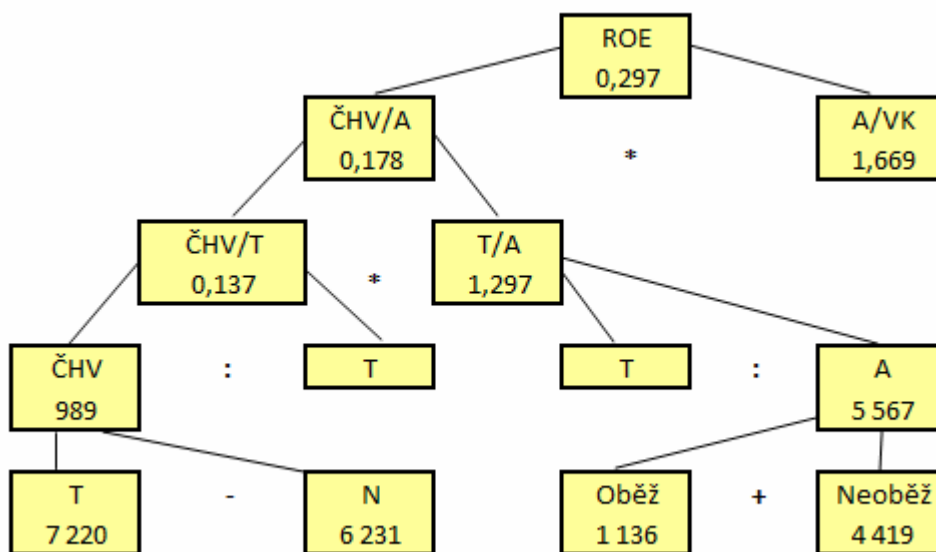 ROE
0,297
ČHV/A
0,178
*
A/VK
1,669
ČHV/T
0,137
*
T/A
1,297
ČHV
989
:
T
T
:
A
5 567
T
7 220
-
N
6 231
Oběž
1 136
+
Neoběž
4 419